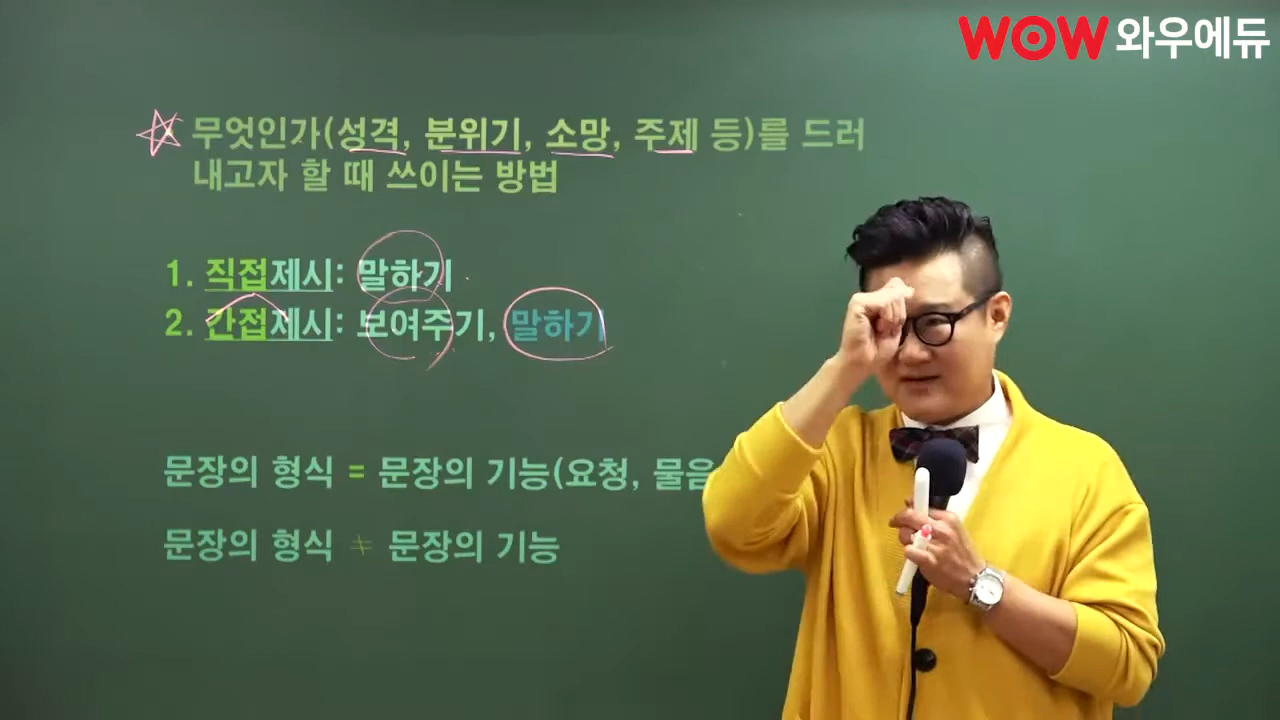 WOW와우에듀
무엇인가(성격, 분위기, 소망, 주제 등)를 드러
내고자 할 때 쓰이는 방법
1. 직접제시: 말하기
2. 간접제시: 보여주기, 말하기
문장의 형식 = 문장의 기능(요청, 물음
문장의 형식 ≠ 문장의 기능